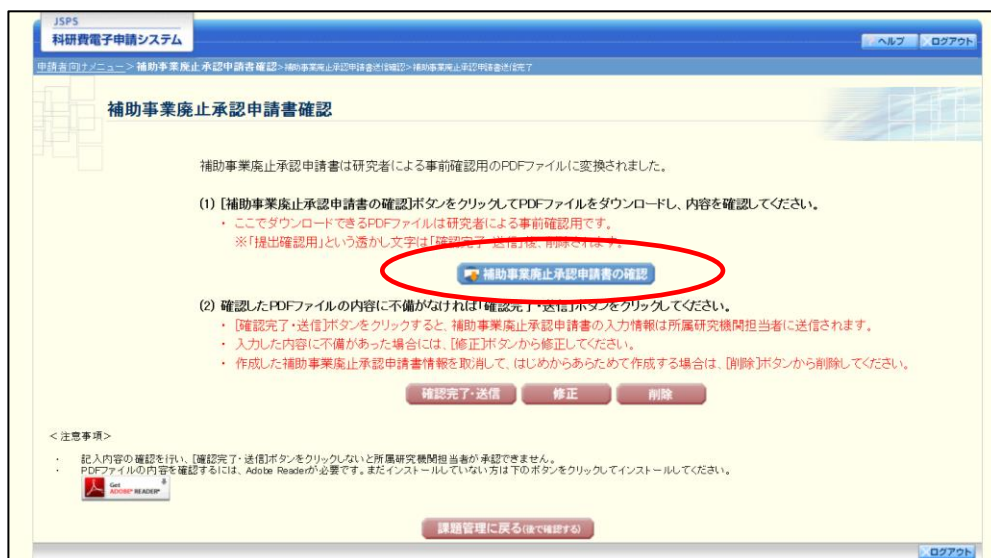 JSPS
科研費電子申請システム
ヘルプ ログアウト
申請者向けメニュー>補助事業廃止承認申請書確認>補助事業廃止承認申請書送信確認>補助事業廃止承認申請書送信完了
補助事業廃止承認申請書確認
補助事業廃止承認申請書は研究者による事前確認用のPDFファイルに変換されました。
(1) [補助事業廃止承認申請書の確認]ボタンをクリックしてPDFファイルをダウンロードし、内容を確認してください。
・ ここでダウンロードできるPDFファイルは研究者による事前確認用です。
※「提出確認用」という透かし文字は「確認完了・送信」後、削除されます。
補助事業廃止承認申請書の確認
(2) 確認したPDFファイルの内容に不備がなければ「確認完了・送信」ボタンをクリックしてください。
・ [確認完了・送信]ボタンをクリックすると、補助事業廃止承認申請書の入力情報は所属研究機関担当者に送信されます。
・ 入力した内容に不備があった場合には、[修正]ボタンから修正してください。
・ 作成した補助事業廃止承認申請書情報を取消して、はじめからあらためて作成する場合は、[削除]ボタンから削除してください。
確認完了・送信 修正 削除
<注意事項>
・ 記入内容の確認を行い、[確認完了・送信]ボタンをクリックしないと所属研究機関担当者が承認できません。
・ PDFファイルの内容を確認するには、Adobe Readerが必要です。まだインストールしていない方は下のボタンをクリックしてインストールしてください。
Get
ADOBE® READER®
課題管理に戻る(後で確認する)
ログアウト